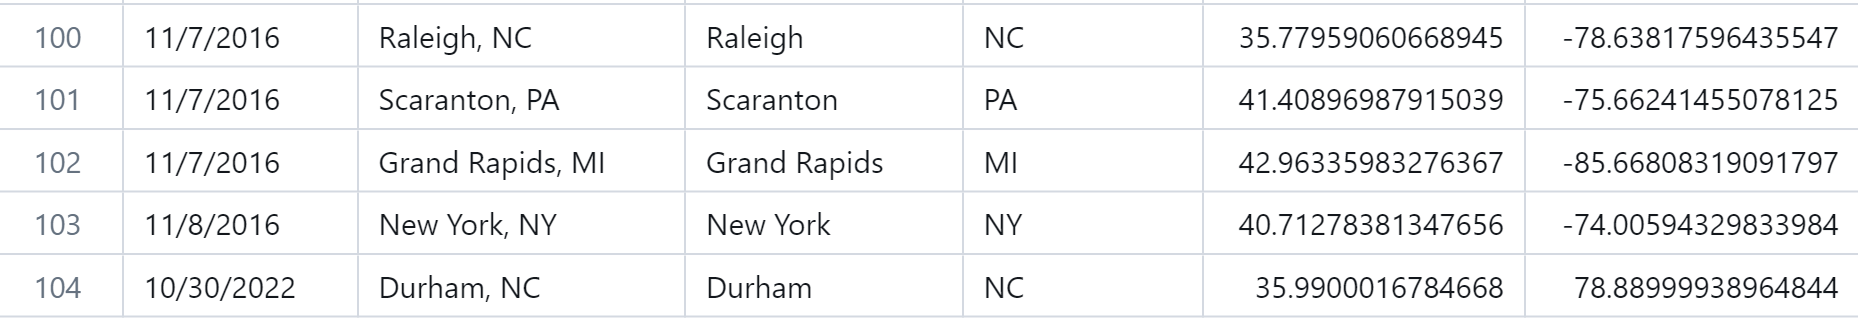 100 11/7/2016 Raleigh, NC Raleigh NC 35.77959060668945 -78.63817596435547
101 11/7/2016 Scaranton, PA Scaranton PA 41.40896987915039 -75.66241455078125
102 11/7/2016 Grand Rapids, MI Grand Rapids MI 42.96335983276367 -85.66808319091797
103 11/8/2016 New York, NY New York NY 40.71278381347656 -74.00594329833984
104 10/30/2022 Durham, NC Durham NC 35.9900016784668 78.88999938964844